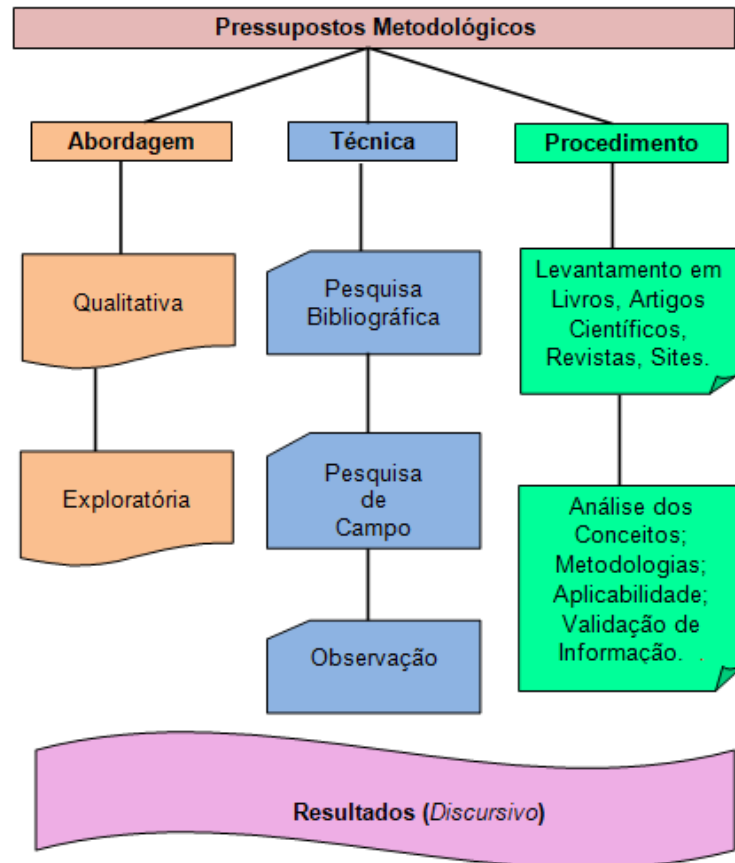 Pressupostos Metodológicos
Abordagem
Técnica
Procedimento
Qualitativa
Exploratória
Pesquisa
Bibliográfica
Pesquisa
de
Campo
Observação
Levantamento em
Livros, Artigos
Científicos,
Revistas, Sites.
Análise dos
Conceitos;
Metodologias;
Aplicabilidade;
Validação de
Informação. .
Resultados (Discursivo)